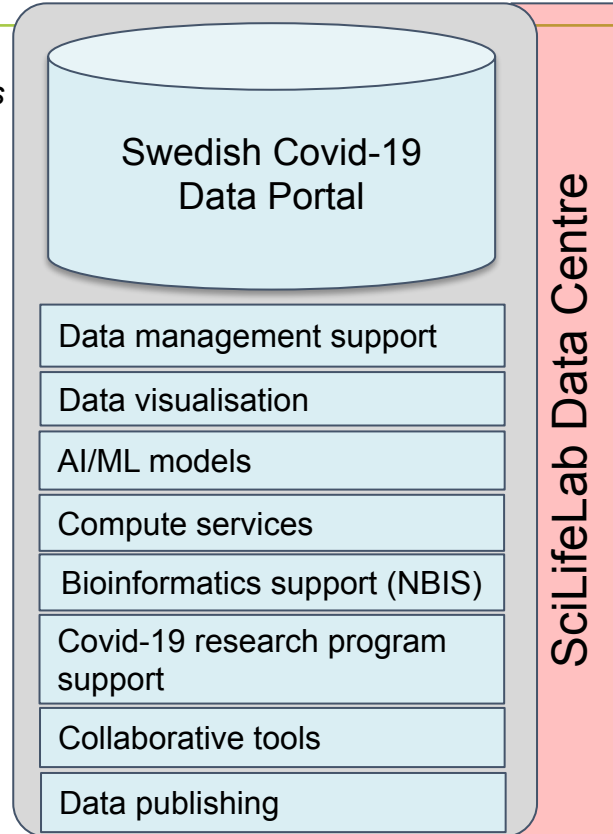 Swedish Covid-19
Data Portal
Data management support
Data visualisation
AI/ML models
Compute services
Bioinformatics support (NBIS)
Covid-19 research program
support
Collaborative tools
Data publishing
SciLifeLab Data Centre